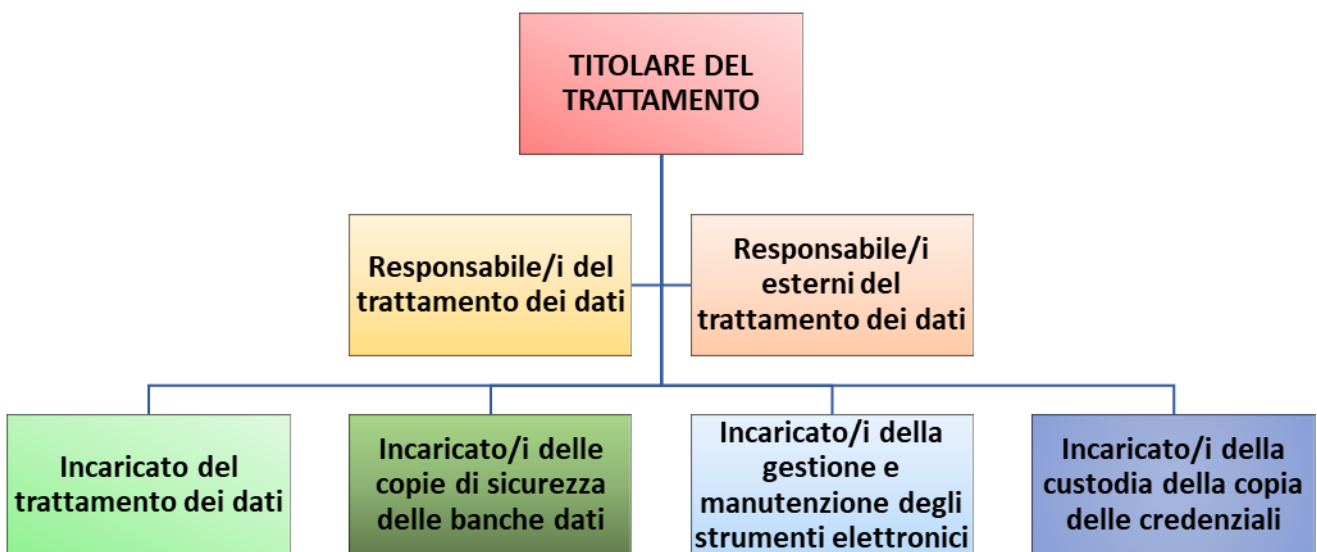 TITOLARE DEL
TRATTAMENTO
Responsabile/i del
trattamento dei dati
Responsabile/i
esterni del
trattamento dei dati
Incaricato del
trattamento dei dati
Incaricato/i delle
copie di sicurezza
delle banche dati
Incaricato/i della
gestione e
manutenzione degli
strumenti elettronici
Incaricato/i della
custodia della copia
delle credenziali